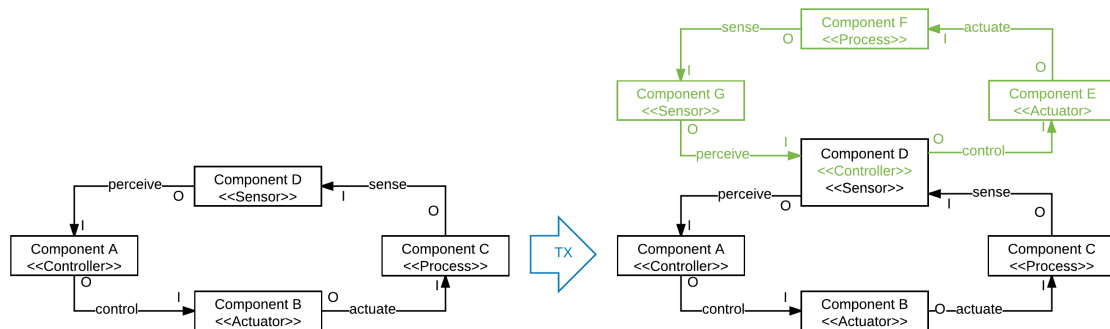 Component D
<<Sensor>>
perceive
O
I
sense
I
O
Component A
<<Controller>>
O
control
I
Component B
<<Actuator>>
O
actuate
I
Component C
<<Process>>
TX
Component F
<<Process>>
sense
O
I
actuate
I
O
Component G
<<Sensor>>
O
perceive
I
Component E
<<Actuator>
I
O
control
Component D
<<Controller>>
<<Sensor>>
perceive
O
I
sense
I
O
Component A
<<Controller>>
O
control
I
Component B
<<Actuator>>
O
actuate
I
Component C
<<Process>>